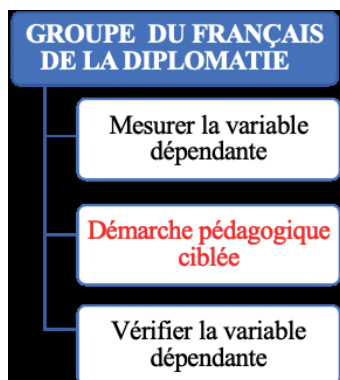 GROUPE DU FRANÇAIS
DE LA DIPLOMATIE
Mesurer la variable
dépendante
Démarche pédagogique
ciblée
Vérifier la variable
dépendante